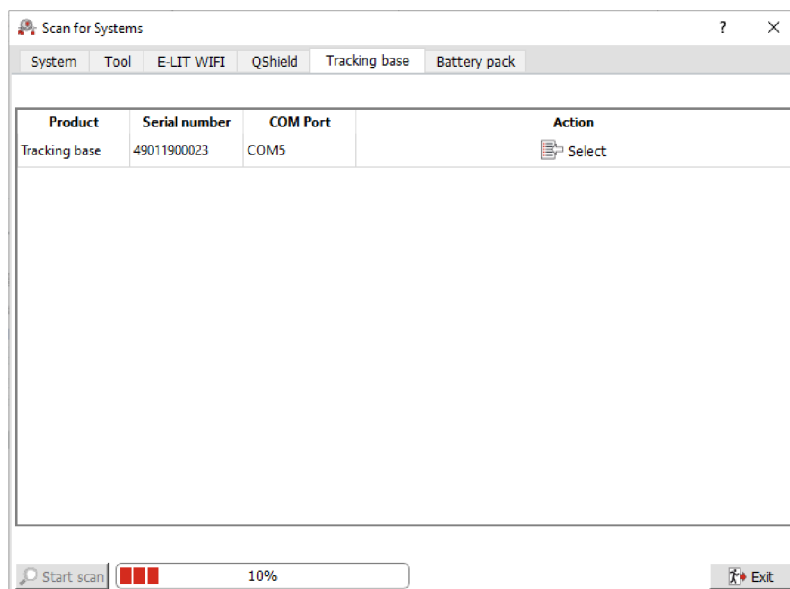 Scan for Systems
System Tool E-LIT WIFI QShield Tracking base Battery pack
Product Serial number COM Port Action
Tracking base 49011900023 COM5 Select
Start scan 10% Exit